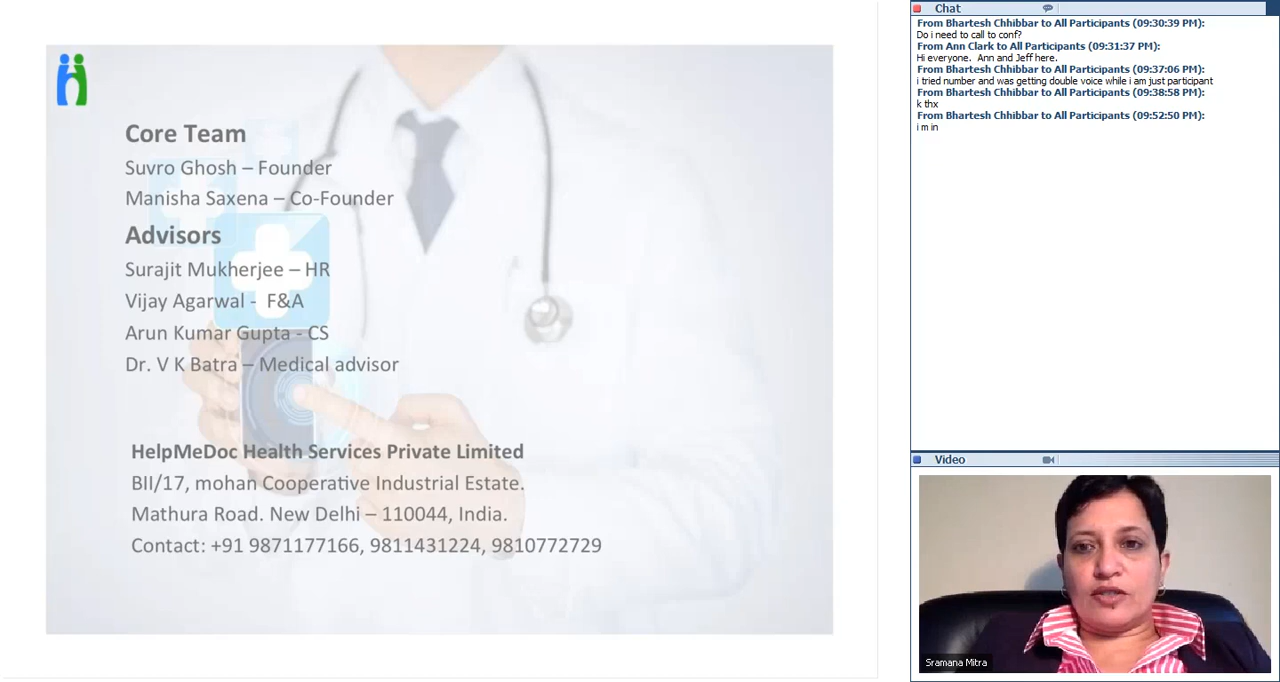 Core Team
Suvro Ghosh – Founder
Manisha Saxena – Co-Founder
Advisors
Surajit Mukherjee – HR
Vijay Agarwal - F&A
Arun Kumar Gupta - CS
Dr. V K Batra – Medical advisor
HelpMeDoc Health Services Private Limited
BII/17, mohan Cooperative Industrial Estate.
Mathura Road. New Delhi – 110044, India.
Contact: +91 9871177166, 9811431224, 9810772729
Chat
From Bhartesh Chhibbar to All Participants (09:30:39 PM):
Do i need to call to conf?
From Ann Clark to All Participants (09:31:37 PM):
Hi everyone. Ann and Jeff here.
From Bhartesh Chhibbar to All Participants (09:37:06 PM):
i tried number and was getting double voice while i am just participant
From Bhartesh Chhibbar to All Participants (09:38:58 PM):
k thx
From Bhartesh Chhibbar to All Participants (09:52:50 PM):
i m in
Video
Sramana Mitra